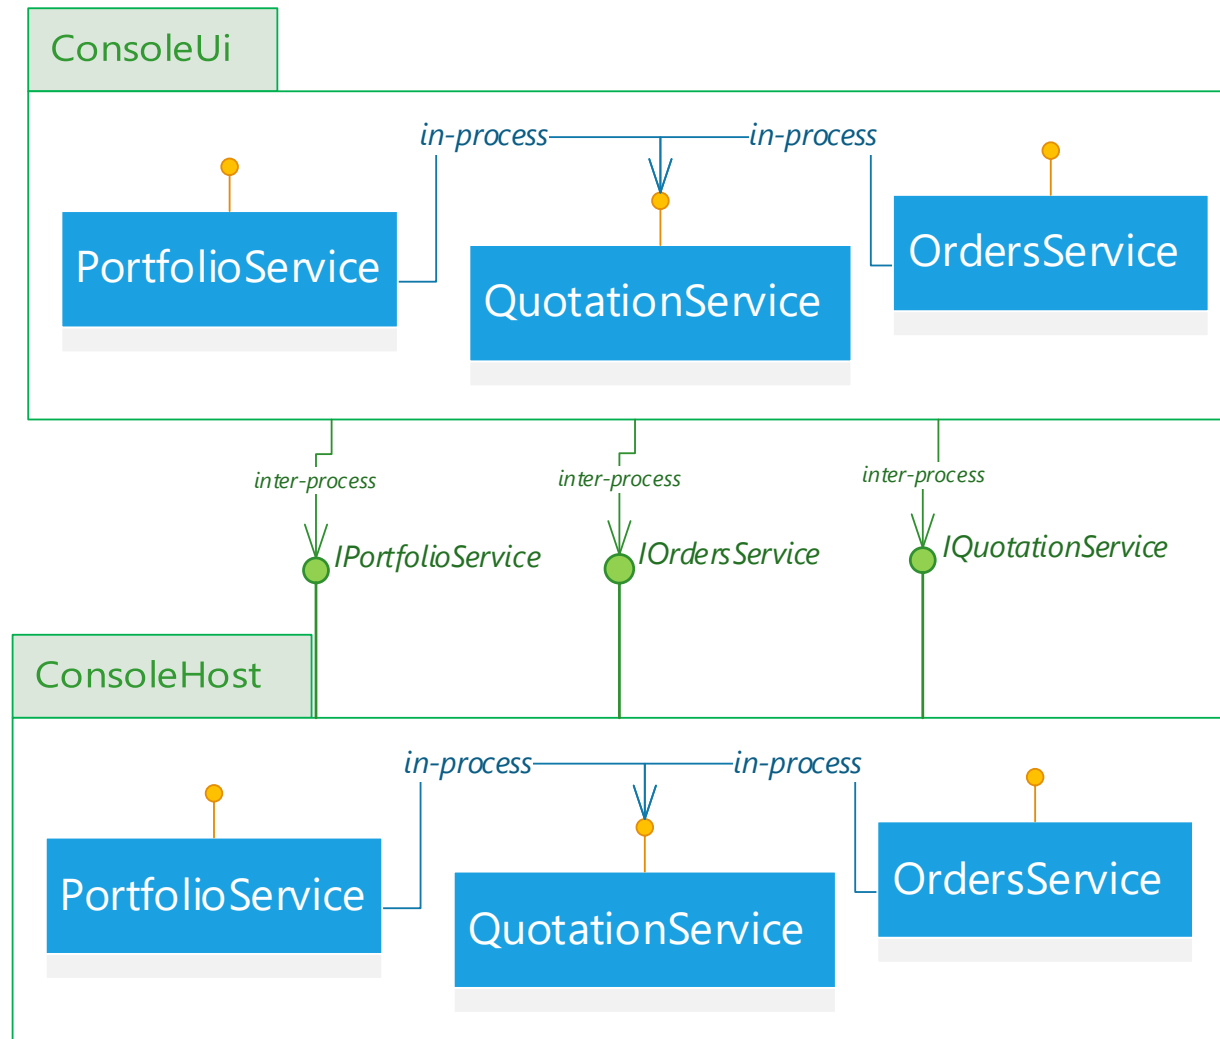 ConsoleUi
in-process
in-process
PortfolioService
QuotationService
OrdersService
inter-process
inter-process
inter-process
IPortfolioService
IOrdersService
IQuotationService
ConsoleHost
in-process
in-process
PortfolioService
QuotationService
OrdersService